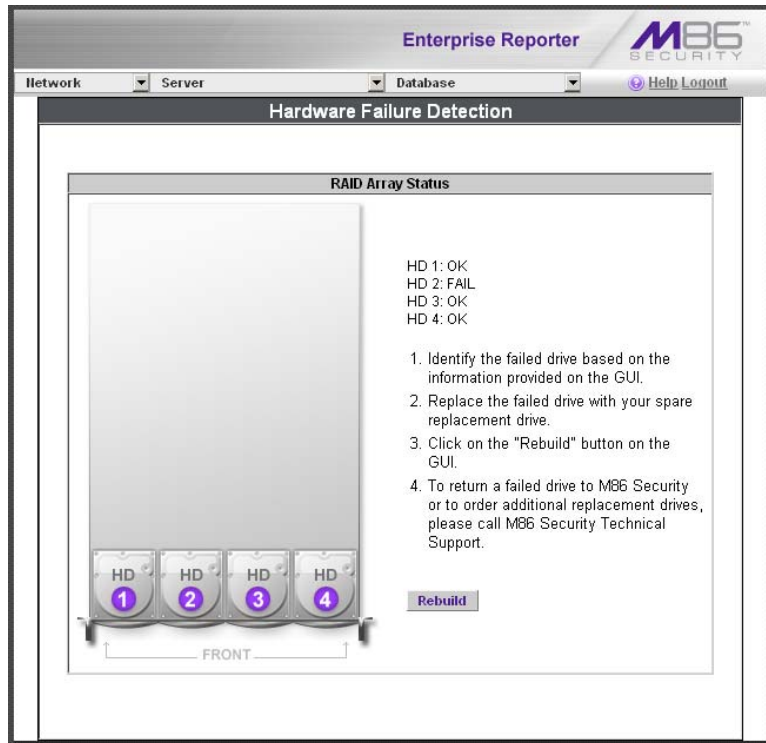 Enterprise Reporter
M86
SECURITY
TM
Network
Server
Database
Help Logout
Hardware Failure Detection
RAID Array Status
HD 1: OK
HD 2: FAIL
HD 3: OK
HD 4: OK
1. Identify the failed drive based on the
information provided on the GUI.
2. Replace the failed drive with your spare
replacement drive.
3. Click on the "Rebuild" button on the
GUI.
4. To return a failed drive to M86 Security
or to order additional replacement drives,
please call M86 Security Technical
Support.
Rebuild
HD 1
HD 2
HD 3
HD 4
FRONT